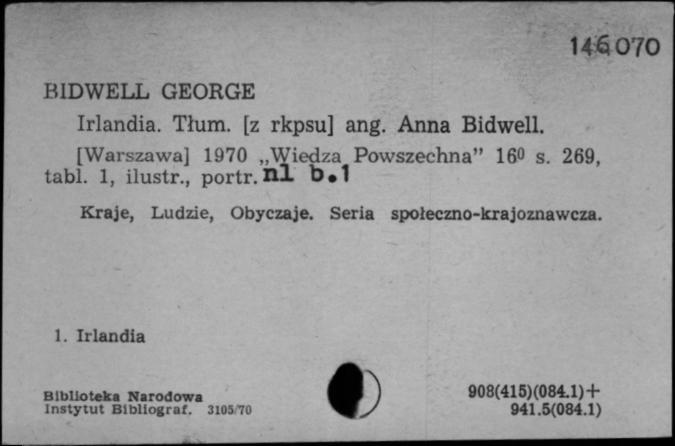 146070
BIDWELL GEORGE
Irlandia. Tłum. [z rkpsu] ang. Anna Bidwell.
[Warszawa] 1970 „Wiedza Powszechna” 16⁰ s. 269,
tabl. 1, ilustr., portr. nl b.1
Kraje, Ludzie, Obyczaje. Seria społeczno-krajoznawcza.
1. Irlandia
Biblioteka Narodowa
Instytut Bibliograf. 3105/70
908(415)(084.1)+
941.5(084.1)